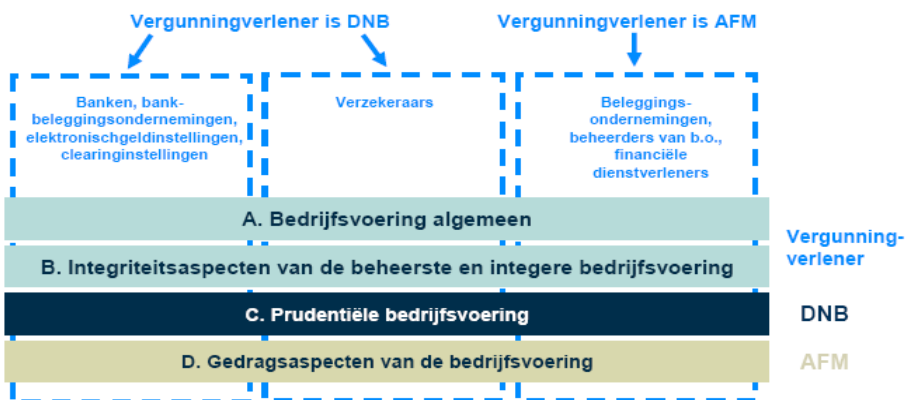 Vergunningverlener is DNB
Vergunningverlener is AFM
Banken, bank-
beleggingsondernemingen,
elektronischgeldinstellingen,
clearinginstellingen
Verzekeraars
Beleggings-
ondernemingen,
beheerders van b.o.,
financiële
dienstverleners
A. Bedrijfsvoering algemeen
B. Integriteitsaspecten van de beheerste en integere bedrijfsvoering
Vergunning-
verlener
C. Prudentiële bedrijfsvoering
DNB
D. Gedragsaspecten van de bedrijfsvoering
AFM